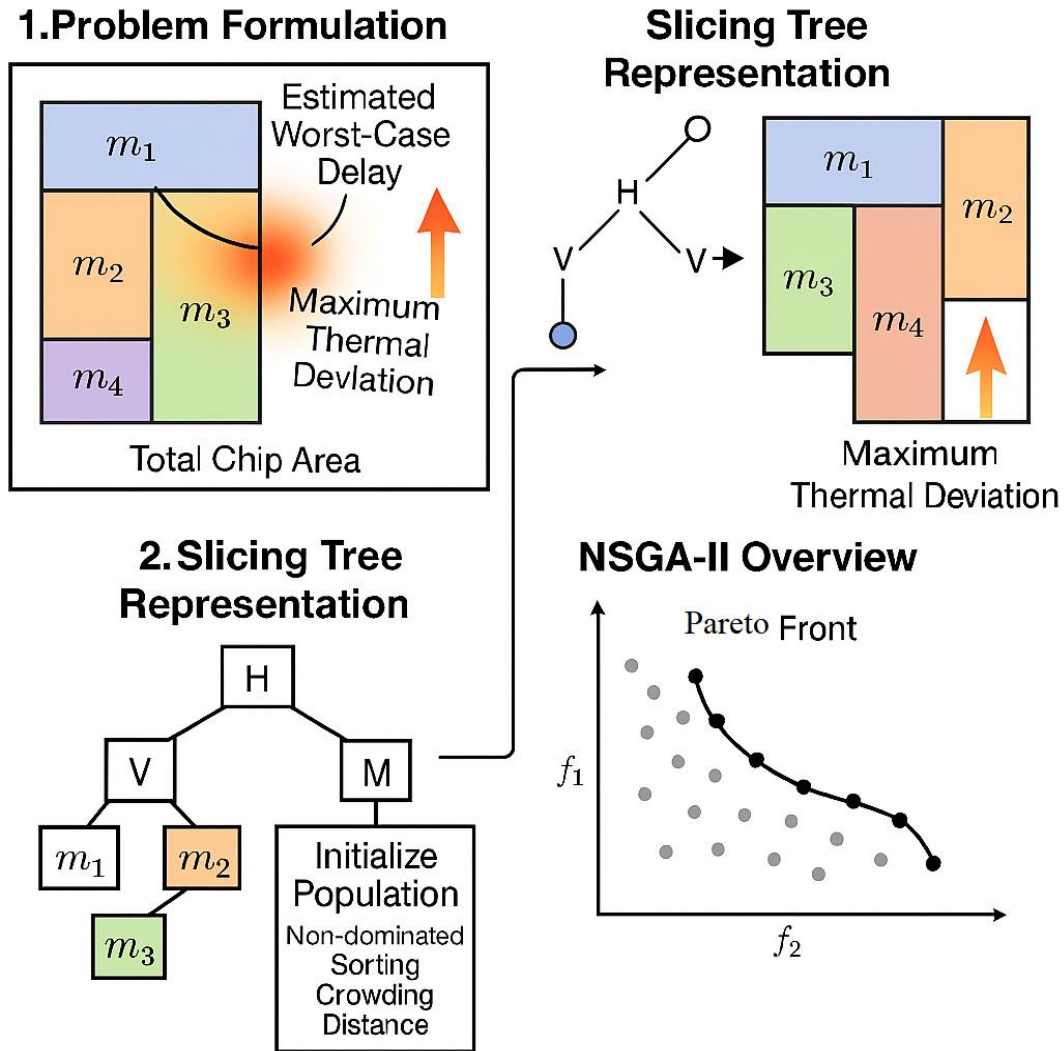 1.Problem Formulation
m1
m2
m3
m4
Estimated
Worst-Case
Delay
Maximum
Thermal
Devlation
Total Chip Area
Slicing Tree
Representation
H
V
V
m1
m2
m3
m4
Maximum
Thermal Deviation
2. Slicing Tree
Representation
H
V
M
m1
m2
m3
Initialize
Population
Non-dominated
Sorting
Crowding
Distance
NSGA-II Overview
Pareto Front
f1
f2